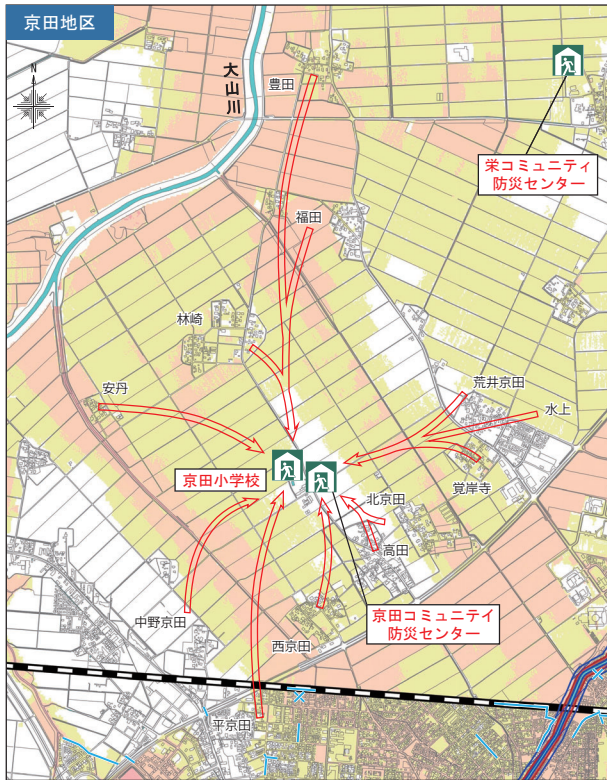 京田地区
N
大山川
豊田
栄コミュニティ
防災センター
福田
林崎
安丹
荒井京田
水上
京田小学校
覚岸寺
北京田
高田
中野京田
西京田
京田コミュニテイ
防災センター
平京田